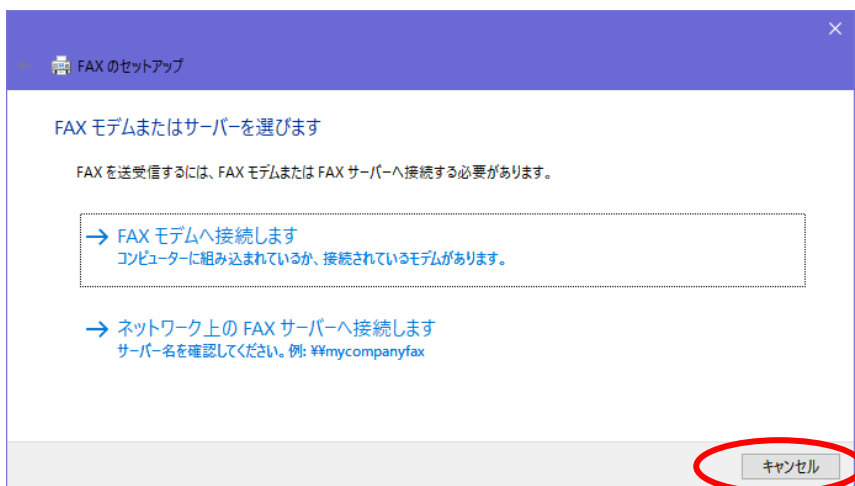 FAX のセットアップ
FAX モデムまたはサーバーを選びます
FAX を送受信するには、FAX モデムまたは FAX サーバーへ接続する必要があります。
→ FAX モデムへ接続します
コンピューターに組み込まれているか、接続されているモデムがあります。
→ ネットワーク上の FAX サーバーへ接続します
サーバー名を確認してください。例: ¥¥mycompanyfax
キャンセル